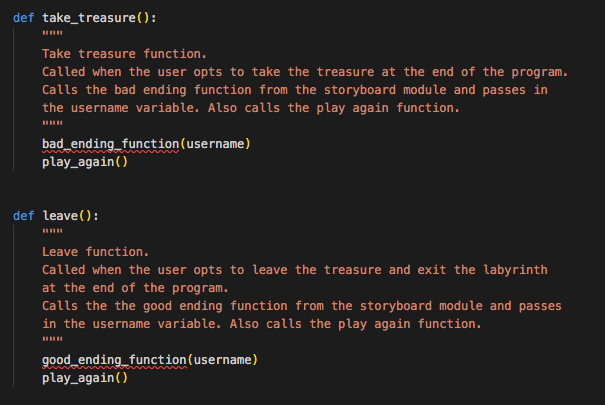 def take_treasure():
"""
Take treasure function.
Called when the user opts to take the treasure at the end of the program.
Calls the bad ending function from the storyboard module and passes in
the username variable. Also calls the play again function.
"""
bad_ending_function(username)
play_again()
def leave():
"""
Leave function.
Called when the user opts to leave the treasure and exit the labyrinth
at the end of the program.
Calls the the good ending function from the storyboard module and passes
in the username variable. Also calls the play again function.
"""
good_ending_function(username)
play_again()